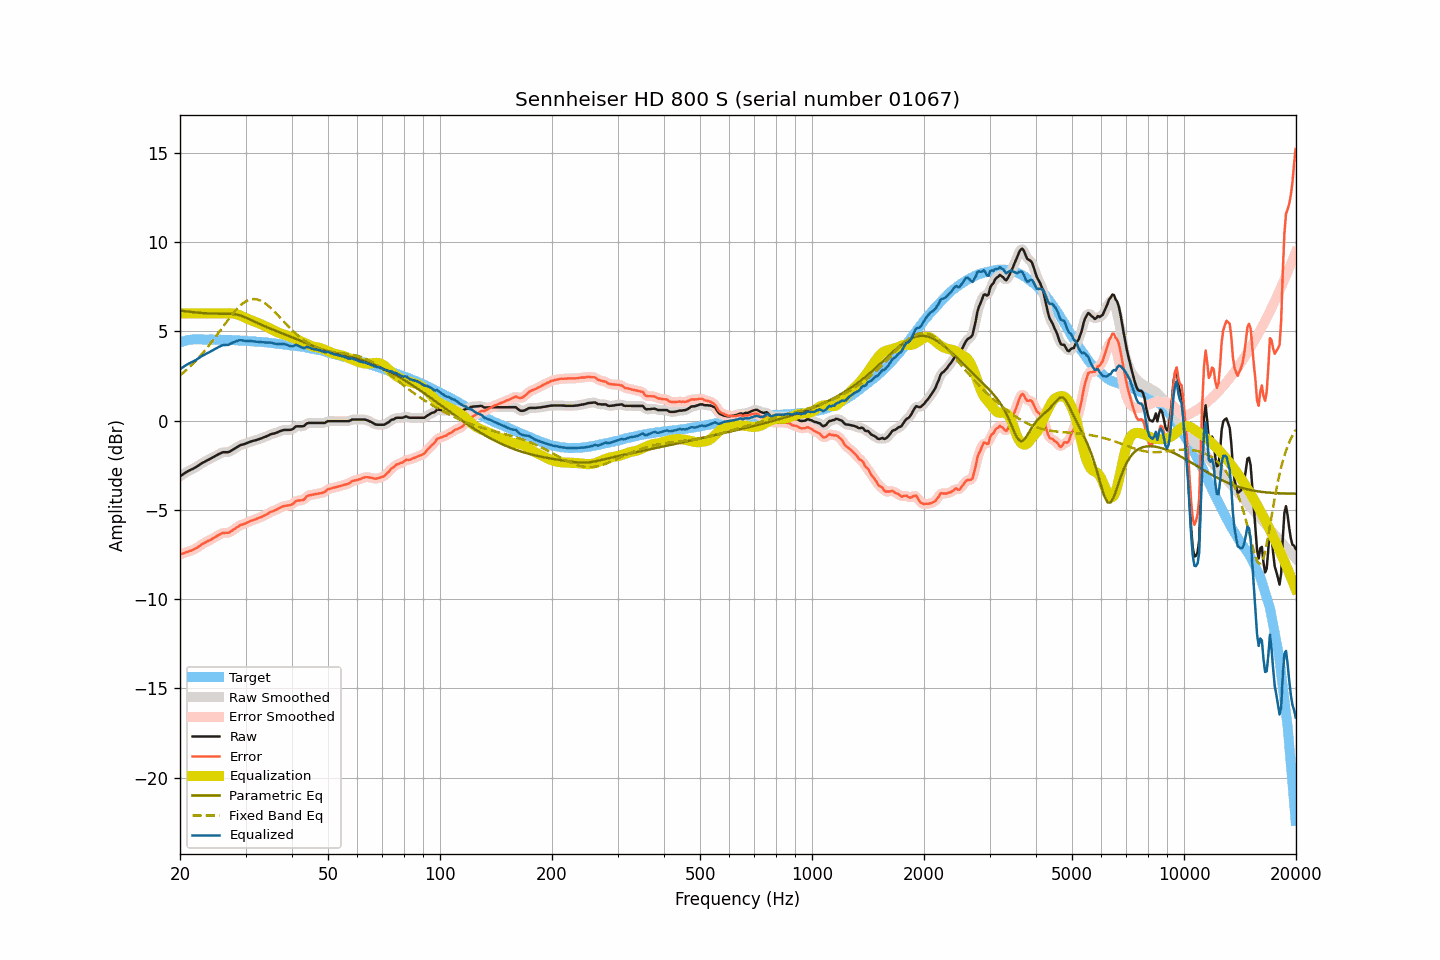 Sennheiser HD 800 S (serial number 01067)
15
10
5
0
−5
−10
−15
−20
Amplitude (dBr)
Target
Raw Smoothed
Error Smoothed
Raw
Error
Equalization
Parametric Eq
Fixed Band Eq
Equalized
20 50 100 200 500 1000 2000 5000 10000 20000
Frequency (Hz)